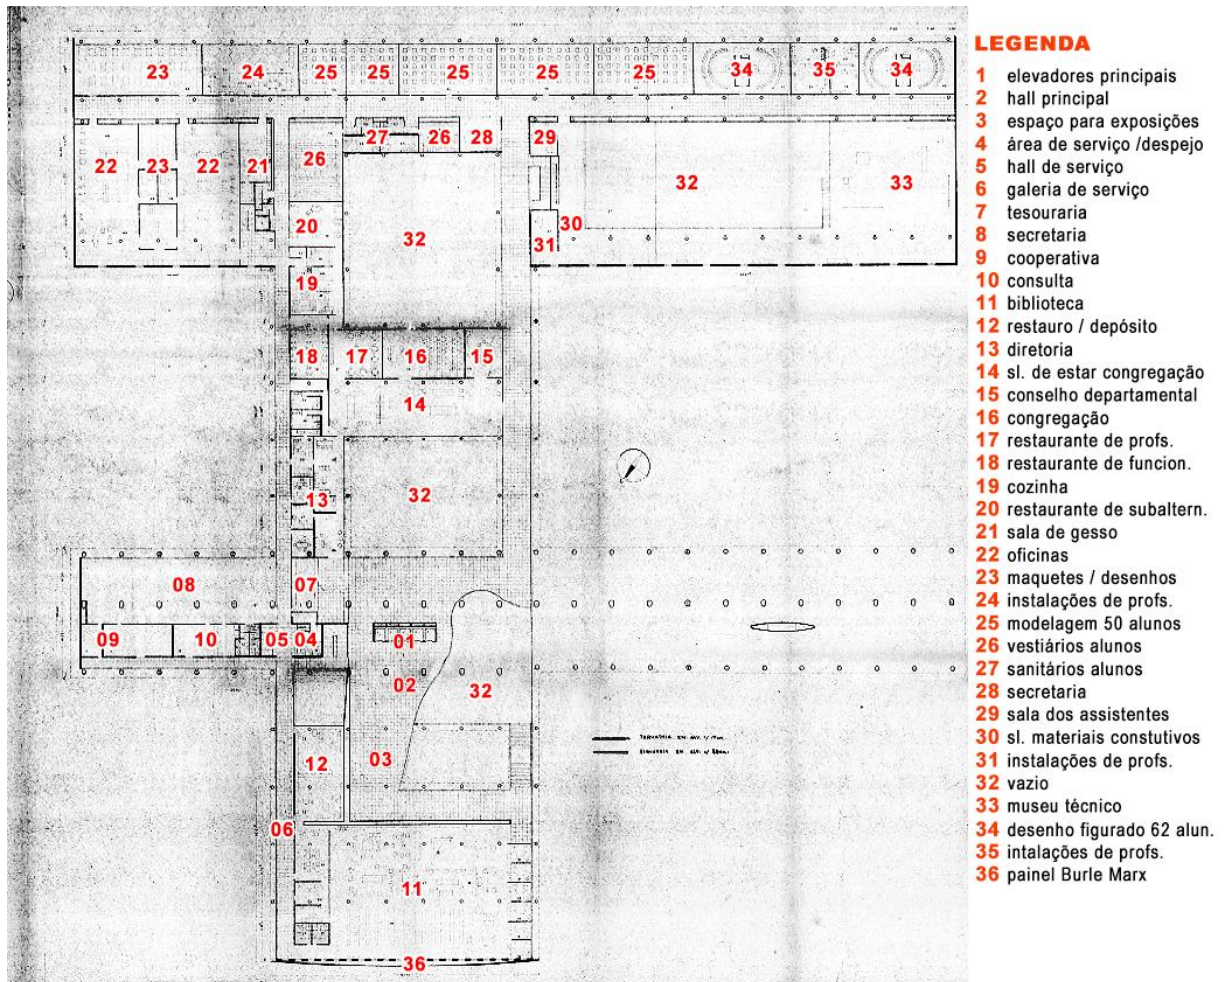 23 24 25 25 25 25 25 34 35 34
27 26 28 29
22 23 22 21 26 32 33
20 30
32 31
19
18 17 16 15
14
13 32
08 07
09 10 05 04 01
02 32
12 03
06
11
36
LEGENDA
1 elevadores principais
2 hall principal
3 espaço para exposições
4 área de serviço /despejo
5 hall de serviço
6 galeria de serviço
7 tesouraria
8 secretaria
9 cooperativa
10 consulta
11 biblioteca
12 restauro / depósito
13 diretoria
14 sl. de estar congregação
15 conselho departamental
16 congregação
17 restaurante de profs.
18 restaurante de funcion.
19 cozinha
20 restaurante de subaltern.
21 sala de gesso
22 oficinas
23 maquetes / desenhos
24 instalações de profs.
25 modelagem 50 alunos
26 vestiários alunos
27 sanitários alunos
28 secretaria
29 sala dos assistentes
30 sl. materiais constutivos
31 instalações de profs.
32 vazio
33 museu técnico
34 desenho figurado 62 alun.
35 intalações de profs.
36 painel Burle Marx